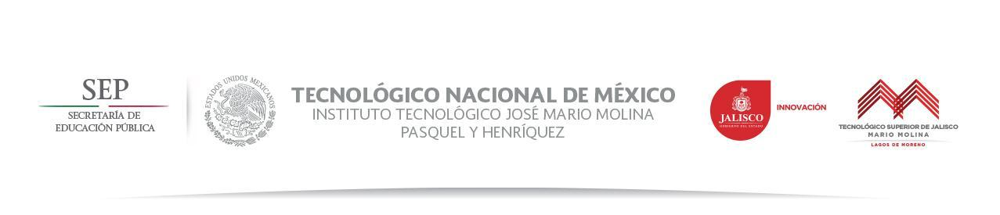 SEP
SECRETARÍA DE
EDUCACIÓN PÚBLICA
ESTADOS UNIDOS MEXICANOS
TECNOLÓGICO NACIONAL DE MÉXICO
INSTITUTO TECNOLÓGICO JOSÉ MARIO MOLINA
PASQUEL Y HENRÍQUEZ
JALISCO
GOBIERNO DEL ESTADO
INNOVACIÓN
TECNOLÓGICO SUPERIOR DE JALISCO
MARIO MOLINA
LAGOS DE MORENO